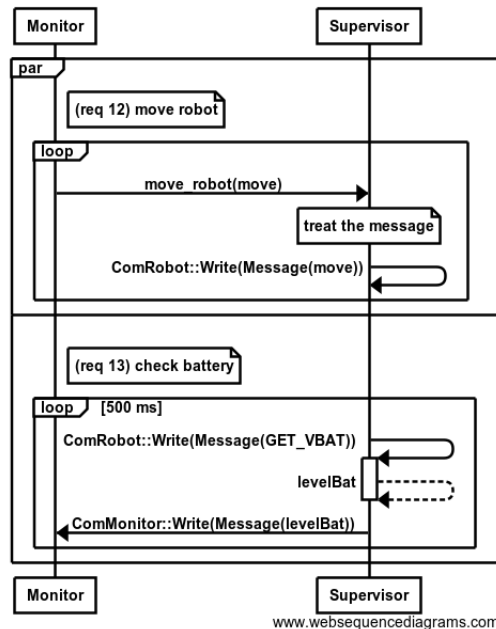 Monitor
Supervisor
par
(req 12) move robot
loop
move_robot(move)
treat the message
ComRobot::Write(Message(move))
(req 13) check battery
loop
[500 ms]
ComRobot::Write(Message(GET_VBAT))
levelBat
ComMonitor::Write(Message(levelBat))
Monitor
Supervisor
www.websequencediagrams.com